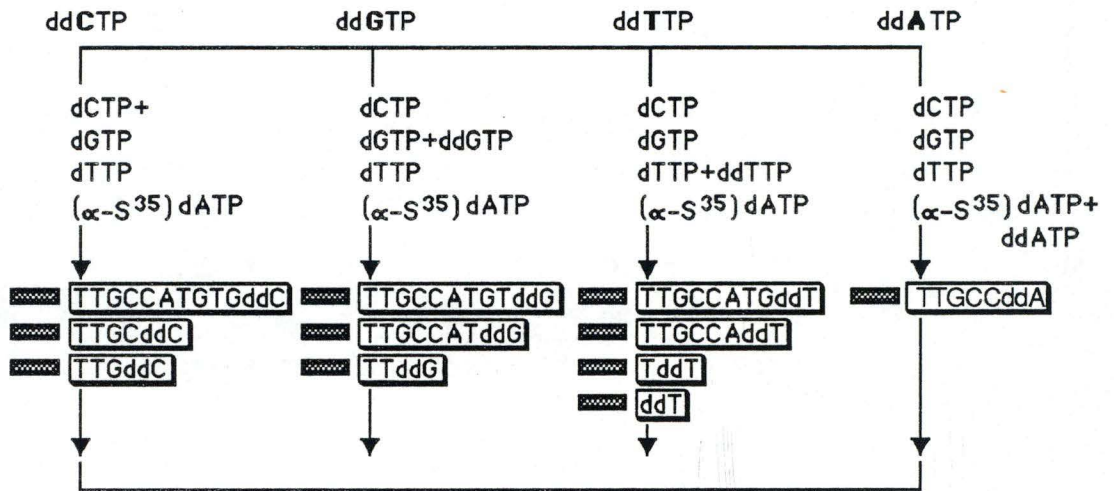 ddCTP ddGTP ddTTP ddATP
dCTP+ dCTP dCTP dCTP
dGTP dGTP+ddGTP dGTP dGTP
dTTP dTTP dTTP+ddTTP dTTP
(α-S³⁵) dATP (α-S³⁵) dATP (α-S³⁵) dATP (α-S³⁵) dATP+
ddATP
TTGCCATGTGddC TTGCCATGTddG TTGCCATGddT TTGCCddA
TTGCddC TTGCCATddG TTGCCAddT
TTGddC TTddG TddT
ddT